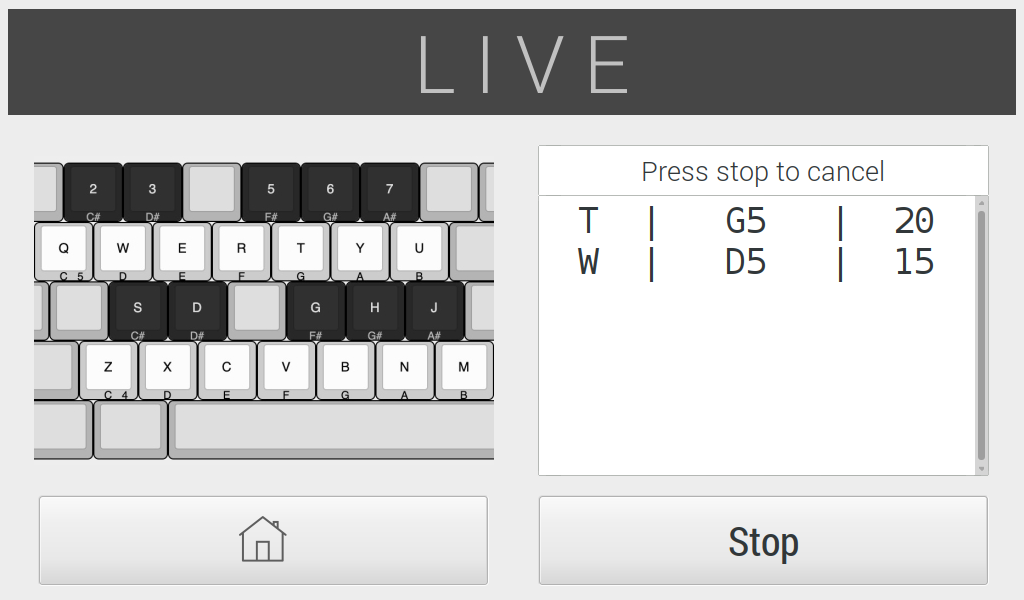 LIVE
2 3 5 6 7
C# D# F# G# A#
Q W E R T Y U
C 5 D E F G A B
S D G H J
C# D# F# G# A#
Z X C V B N M
C 4 D E F G A B
Press stop to cancel
T | G5 | 20
W | D5 | 15
Stop